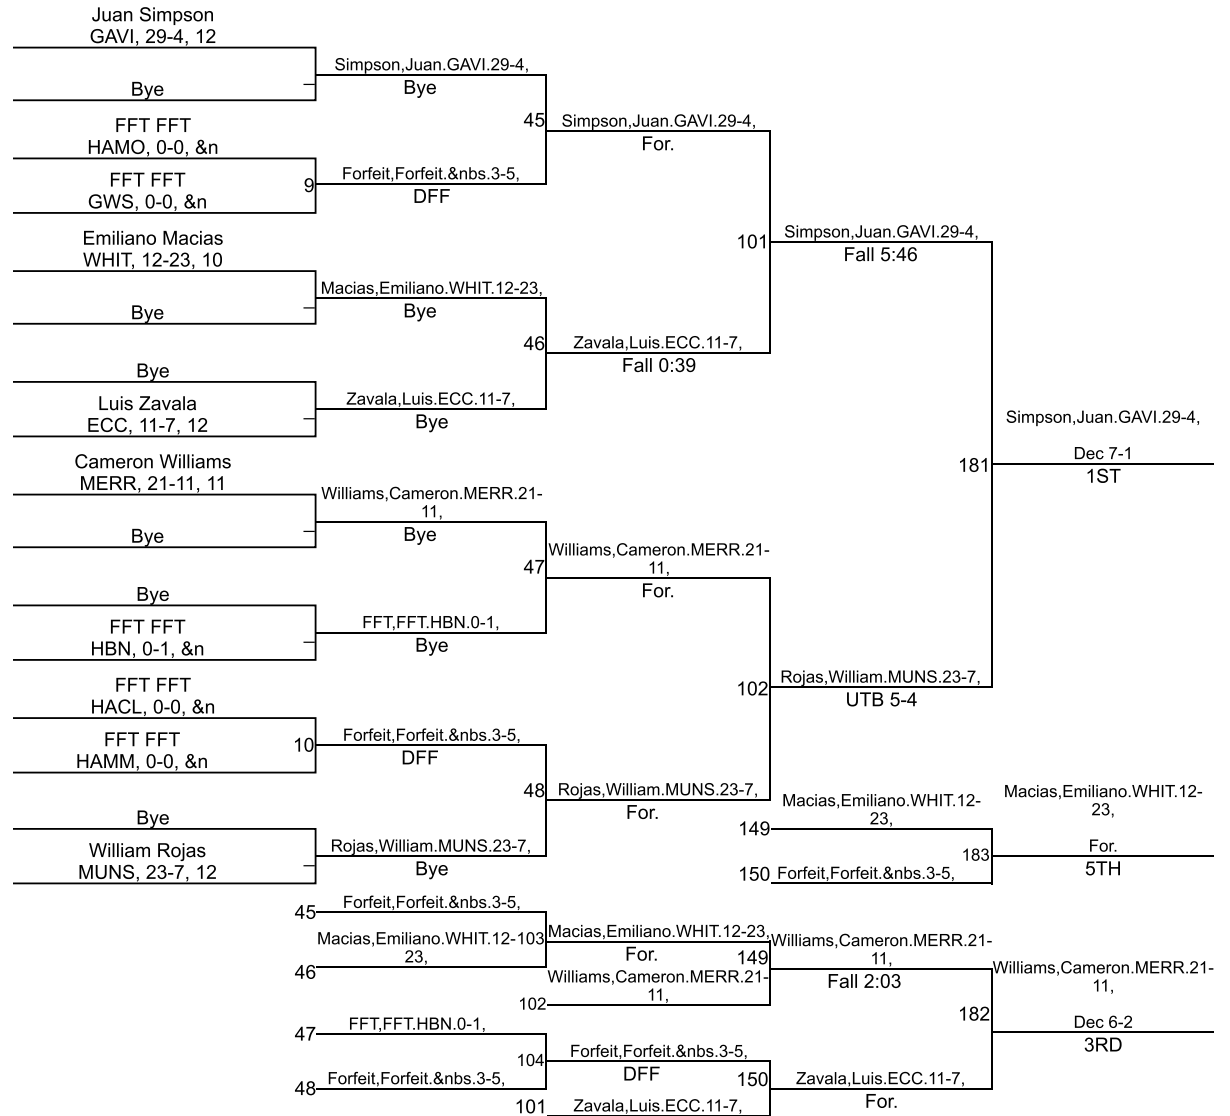 Juan Simpson
GAVI, 29-4, 12
Bye
Simpson,Juan.GAVI.29-4,
Bye
FFT FFT
HAMO, 0-0, &n
FFT FFT
GWS, 0-0, &n
9
Forfeit,Forfeit.&nbs.3-5,
DFF
45
Simpson,Juan.GAVI.29-4,
For.
Emiliano Macias
WHIT, 12-23, 10
Bye
Macias,Emiliano.WHIT.12-23,
Bye
Bye
Luis Zavala
ECC, 11-7, 12
Zavala,Luis.ECC.11-7,
Bye
46
Zavala,Luis.ECC.11-7,
Fall 0:39
101
Simpson,Juan.GAVI.29-4,
Fall 5:46
Cameron Williams
MERR, 21-11, 11
Bye
Williams,Cameron.MERR.21-
11,
Bye
Bye
FFT FFT
HBN, 0-1, &n
FFT,FFT.HBN.0-1,
Bye
47
Williams,Cameron.MERR.21-
11,
For.
FFT FFT
HACL, 0-0, &n
FFT FFT
HAMM, 0-0, &n
10
Forfeit,Forfeit.&nbs.3-5,
DFF
Bye
William Rojas
MUNS, 23-7, 12
Rojas,William.MUNS.23-7,
Bye
48
Rojas,William.MUNS.23-7,
For.
102
Rojas,William.MUNS.23-7,
UTB 5-4
181
Simpson,Juan.GAVI.29-4,
Dec 7-1
1ST
149
Macias,Emiliano.WHIT.12-
23,
150
Forfeit,Forfeit.&nbs.3-5,
183
Macias,Emiliano.WHIT.12-
23,
For.
5TH
45
Forfeit,Forfeit.&nbs.3-5,
46
Macias,Emiliano.WHIT.12-
23,
103
Macias,Emiliano.WHIT.12-23,
For.
102
Williams,Cameron.MERR.21-
11,
149
Williams,Cameron.MERR.21-
11,
Fall 2:03
47
FFT,FFT.HBN.0-1,
48
Forfeit,Forfeit.&nbs.3-5,
104
Forfeit,Forfeit.&nbs.3-5,
DFF
101
Zavala,Luis.ECC.11-7,
150
Zavala,Luis.ECC.11-7,
For.
182
Williams,Cameron.MERR.21-
11,
Dec 6-2
3RD